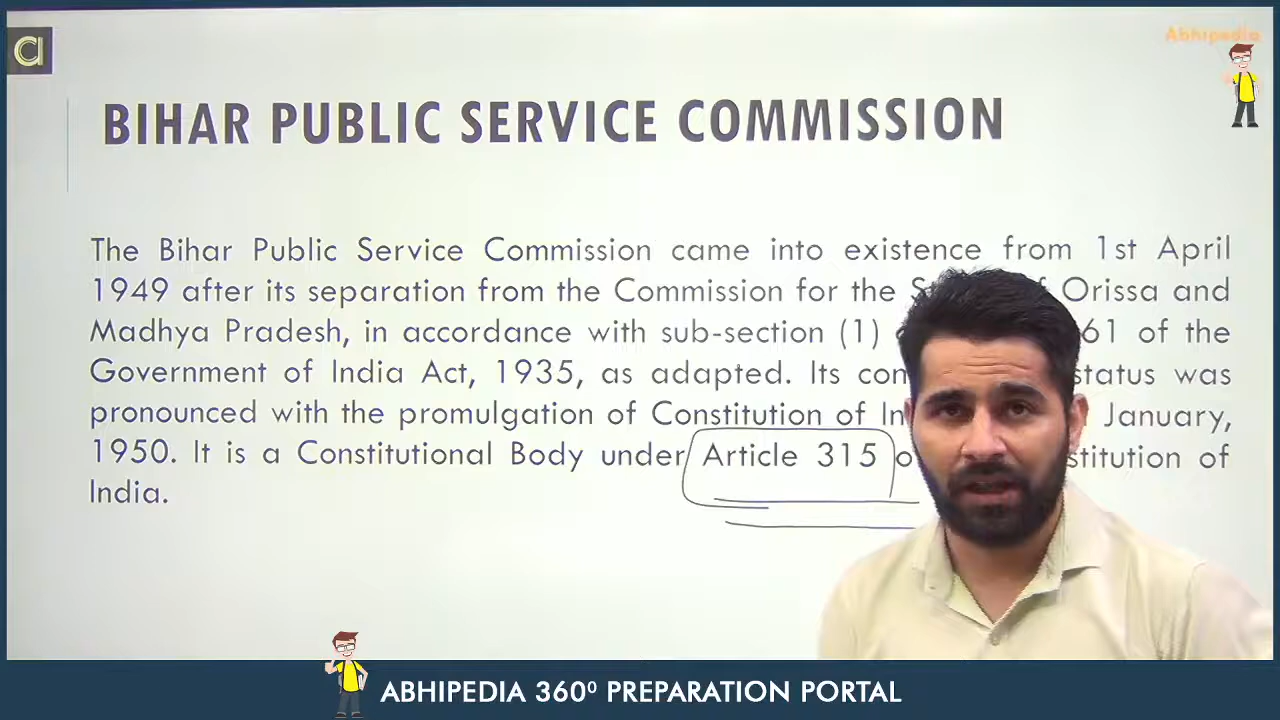 Abhipedia
BIHAR PUBLIC SERVICE COMMISSION
The Bihar Public Service Commission came into existence from 1st April
1949 after its separation from the Commission for the Orissa and
Madhya Pradesh, in accordance with sub-section (1) 61 of the
Government of India Act, 1935, as adapted. Its status was
pronounced with the promulgation of Constitution of January,
1950. It is a Constitutional Body under Article 315 of
India.
ABHIPEDIA 360⁰ PREPARATION PORTAL